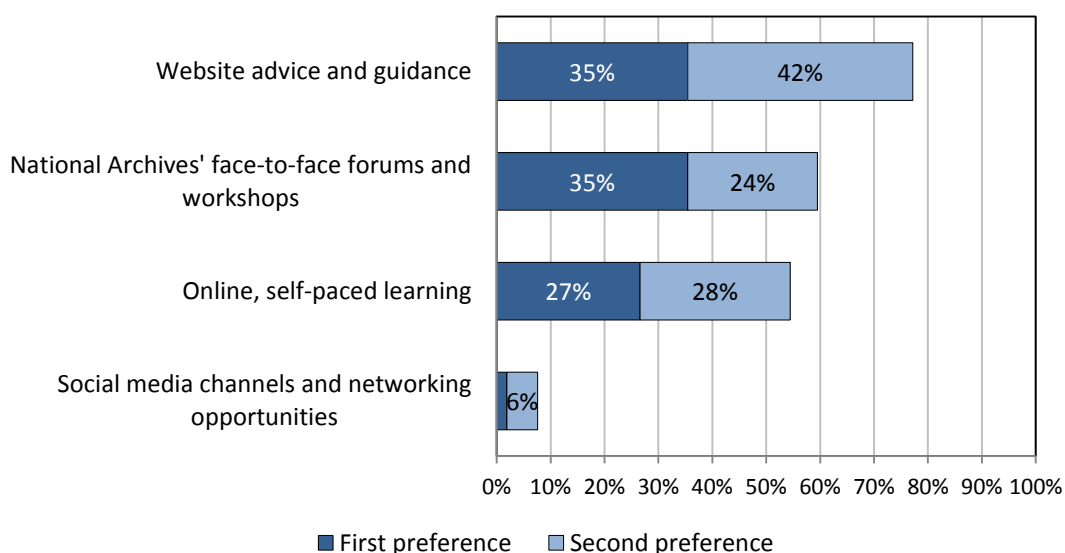 Website advice and guidance
35%
42%
National Archives' face-to-face forums and
workshops
35%
24%
Online, self-paced learning
27%
28%
Social media channels and networking
opportunities
6%
0% 10% 20% 30% 40% 50% 60% 70% 80% 90% 100%
First preference Second preference